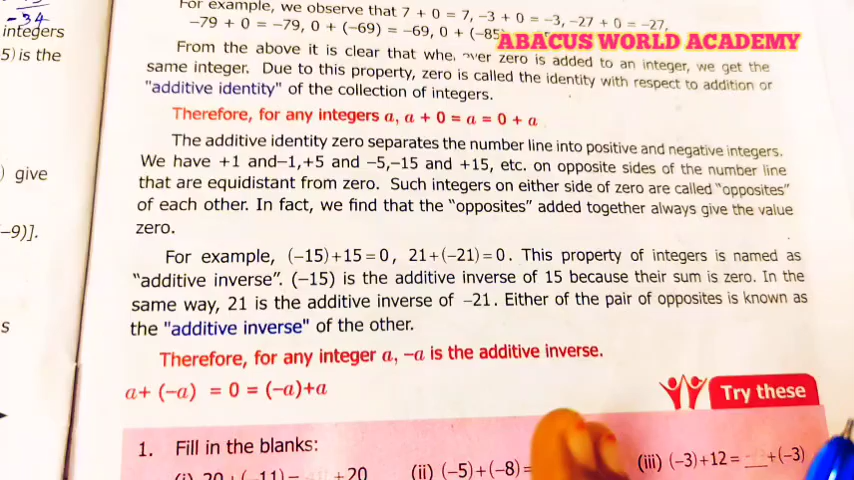 -34
integers
5) is the
) give
-9)].
s
For example, we observe that 7 + 0 = 7, -3 + 0 = -3, -27 + 0 = -27,
-79 + 0 = -79, 0 + (-69) = -69, 0 + (-85
ABACUS WORLD ACADEMY
From the above it is clear that whe ver zero is added to an integer, we get the
same integer. Due to this property, zero is called the identity with respect to addition or
"additive identity" of the collection of integers.
Therefore, for any integers a, a + 0 = a = 0 + a
The additive identity zero separates the number line into positive and negative integers.
We have +1 and–1,+5 and –5,–15 and +15, etc. on opposite sides of the number line
that are equidistant from zero. Such integers on either side of zero are called "opposites"
of each other. In fact, we find that the "opposites" added together always give the value
zero.
For example, (–15)+15=0, 21+(–21)=0. This property of integers is named as
"additive inverse". (–15) is the additive inverse of 15 because their sum is zero. In the
same way, 21 is the additive inverse of –21. Either of the pair of opposites is known as
the "additive inverse" of the other.
Therefore, for any integer a, –a is the additive inverse.
a+ (–a) = 0 = (–a)+a
Try these
1. Fill in the blanks:
(i) 20 + (–11) = +20
(ii) (–5)+(–8)=
(iii) (–3)+12= __ +(–3)